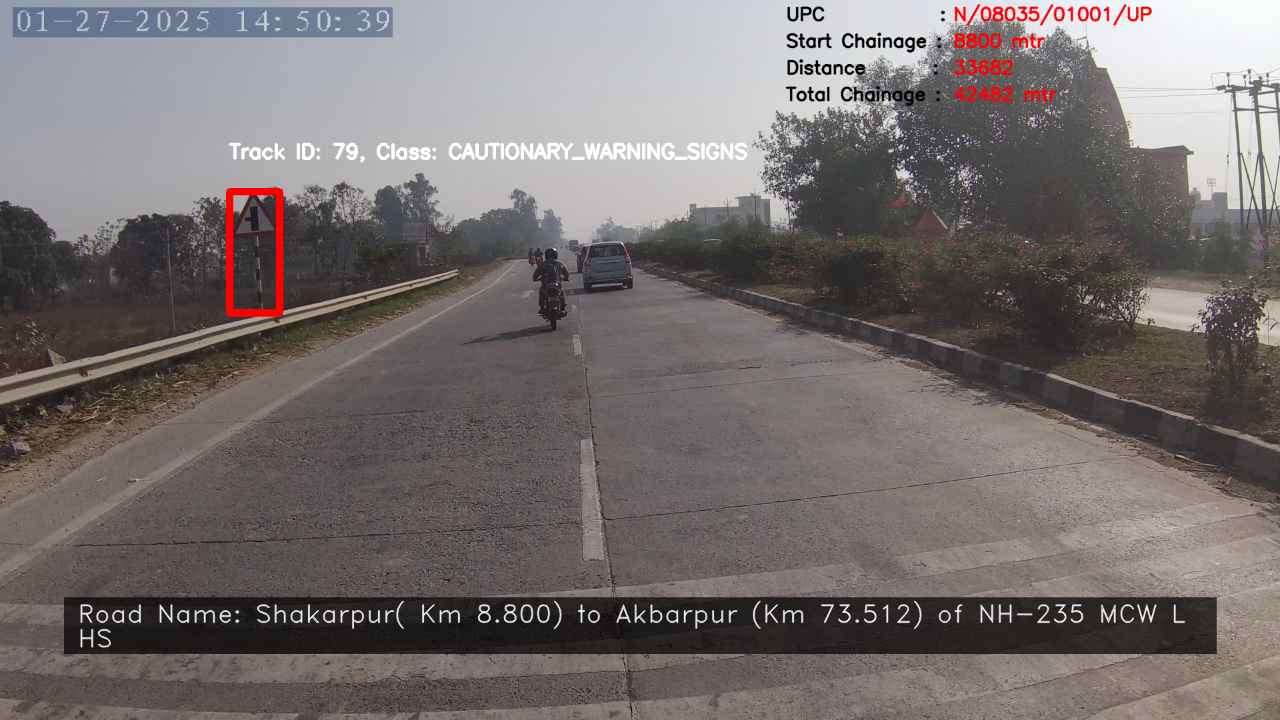 01-27-2025 14:50:39
UPC : N/08035/01001/UP
Start Chainage : 8800 mtr
Distance : 33682
Total Chainage : 42482 mtr
Track ID: 79, Class: CAUTIONARY_WARNING_SIGNS
Road Name: Shakarpur( Km 8.800) to Akbarpur (Km 73.512) of NH-235 MCW L
HS